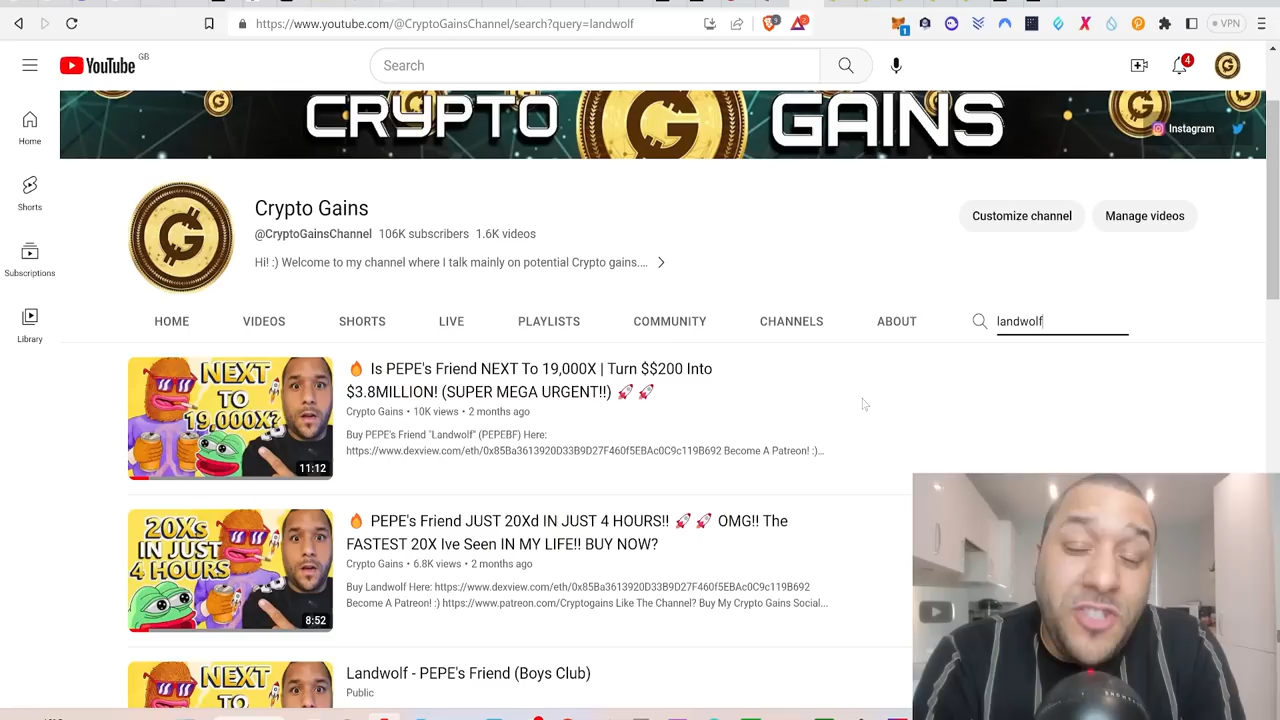 https://www.youtube.com/@CryptoGainsChannel/search?query=landwolf
9
2
1
VPN
YouTube GB
Search
4
Home
Shorts
Subscriptions
Library
CRYPTO GAINS
Instagram
Crypto Gains
@CryptoGainsChannel 106K subscribers 1.6K videos
Hi! :) Welcome to my channel where I talk mainly on potential Crypto gains....
Customize channel
Manage videos
HOME VIDEOS SHORTS LIVE PLAYLISTS COMMUNITY CHANNELS ABOUT landwolf
NEXT
TO
19,000X?
11:12
🔥 Is PEPE's Friend NEXT To 19,000X | Turn $$200 Into
$3.8MILLION! (SUPER MEGA URGENT!!) 🚀 🚀
Crypto Gains • 10K views • 2 months ago
Buy PEPE's Friend "Landwolf" (PEPEBF) Here:
https://www.dexview.com/eth/0x85Ba3613920D33B9D27F460f5EBAc0C9c119B692 Become A Patreon! :)...
20XS
IN JUST
4 HOURS
8:52
🔥 PEPE's Friend JUST 20Xd IN JUST 4 HOURS!! 🚀 🚀 OMG!! The
FASTEST 20X Ive Seen IN MY LIFE!! BUY NOW?
Crypto Gains • 6.8K views • 2 months ago
Buy Landwolf Here: https://www.dexview.com/eth/0x85Ba3613920D33B9D27F460f5EBAc0C9c119B692
Become A Patreon! :) https://www.patreon.com/Cryptogains Like The Channel? Buy My Crypto Gains Social...
NEXT
TO
Landwolf - PEPE's Friend (Boys Club)
Public